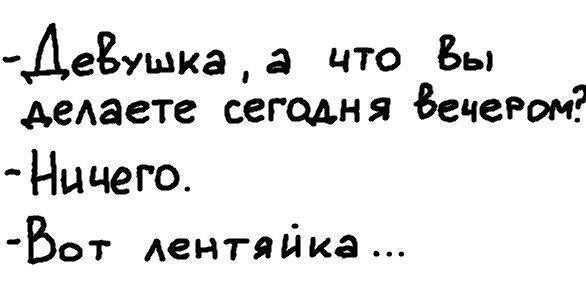 -Девушка, а что вы
делаете сегодня вечером?
-Ничего.
-Вот лентяйка...